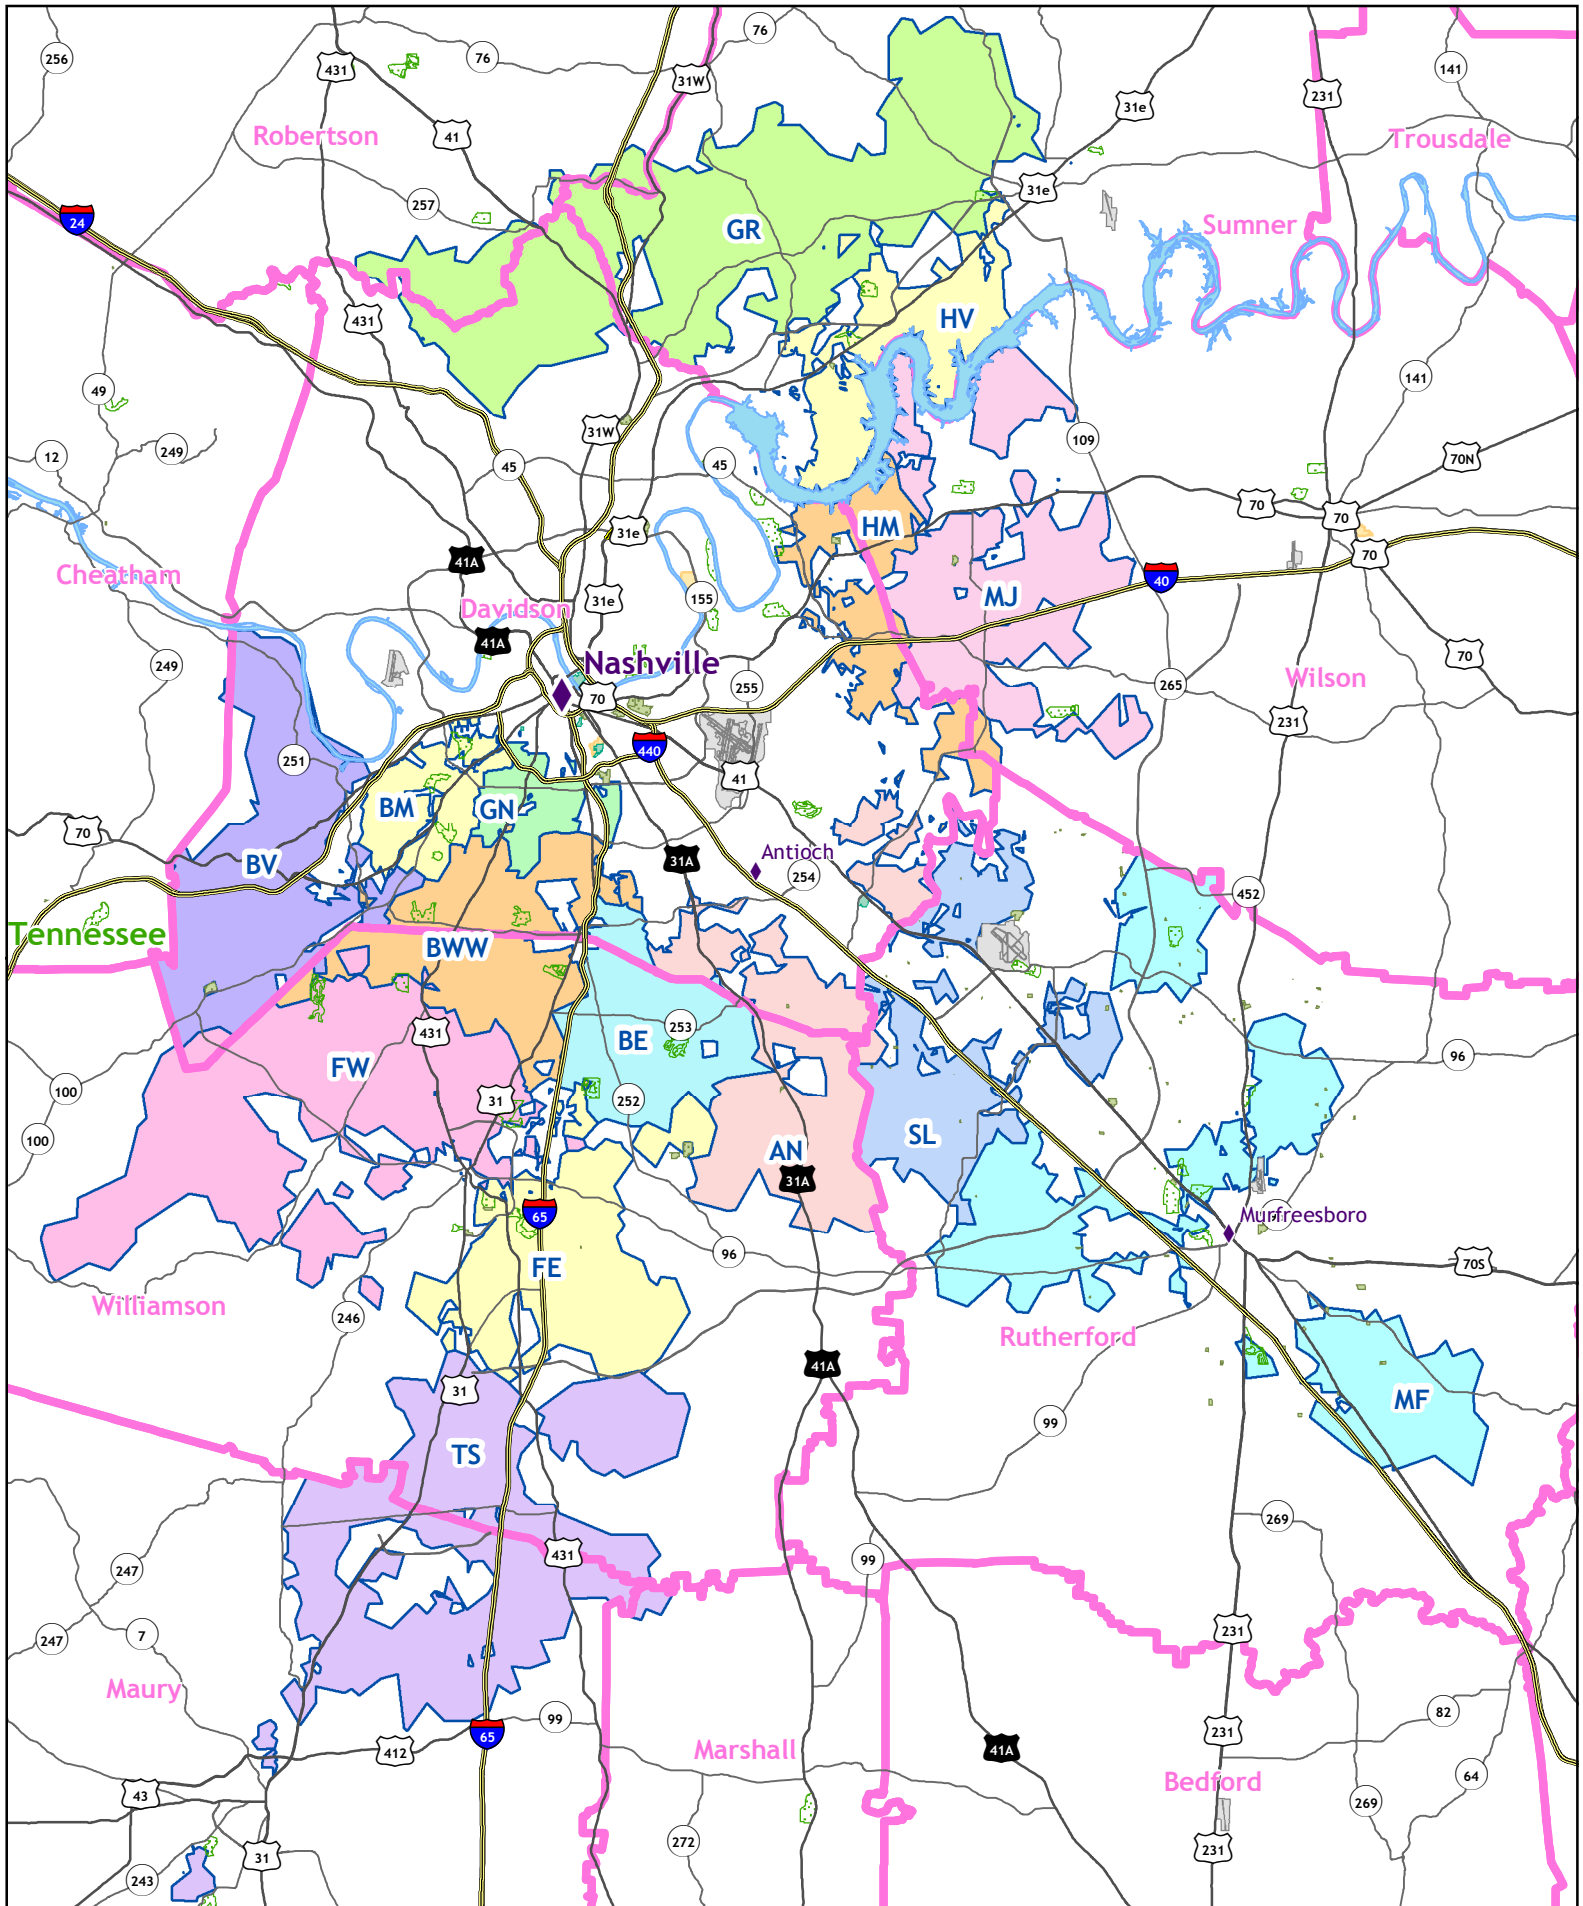 76
256
431
76
31W
141
231
31e
41
Robertson
Trousdale
31e
257
24
Sumner
GR
431
HV
141
49
31W
109
249
12
45
45
70N
70
70
HM
31e
70
41A
Cheatham
40
31e
155
MJ
Davidson
41A
70
249
Nashville
Wilson
265
255
70
231
440
251
41
BM
GN
70
Antioch
31A
BV
254
452
Tennessee
BWW
253
431
BE
96
FW
100
31
252
SL
100
AN
31A
65
Murfreesboro
96
70S
FE
Williamson
246
Rutherford
41A
31
MF
99
TS
269
431
99
247
231
7
247
Maury
82
99
231
65
412
41A
Marshall
64
Bedford
43
269
272
231
31
243